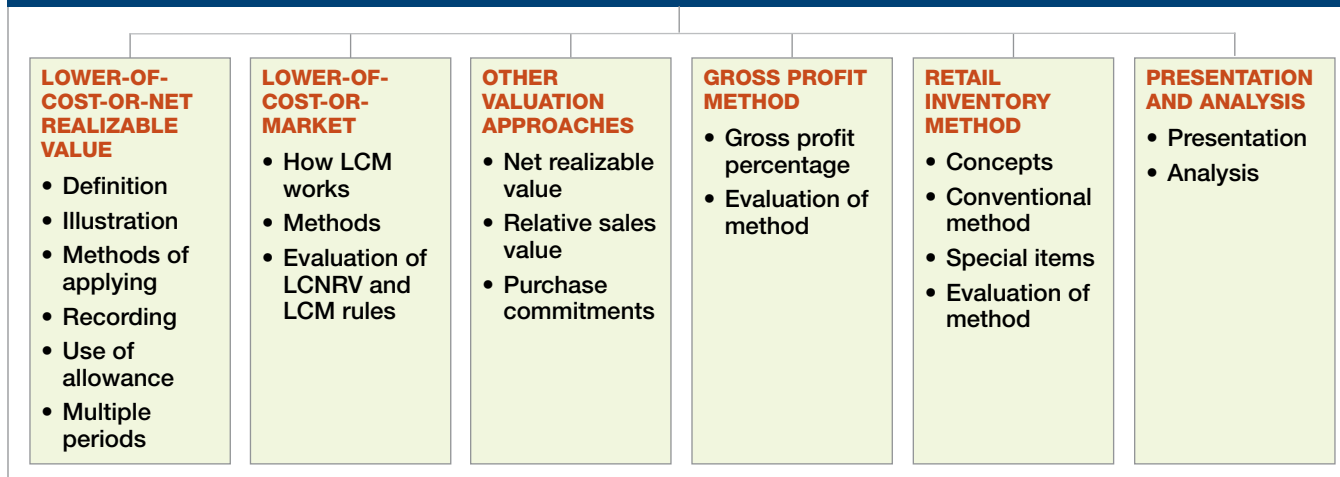 LOWER-OF-
COST-OR-NET
REALIZABLE
VALUE
• Definition
• Illustration
• Methods of
applying
• Recording
• Use of
allowance
• Multiple
periods
LOWER-OF-
COST-OR-
MARKET
• How LCM
works
• Methods
• Evaluation of
LCNRV and
LCM rules
OTHER
VALUATION
APPROACHES
• Net realizable
value
• Relative sales
value
• Purchase
commitments
GROSS PROFIT
METHOD
• Gross profit
percentage
• Evaluation of
method
RETAIL
INVENTORY
METHOD
• Concepts
• Conventional
method
• Special items
• Evaluation of
method
PRESENTATION
AND ANALYSIS
• Presentation
• Analysis